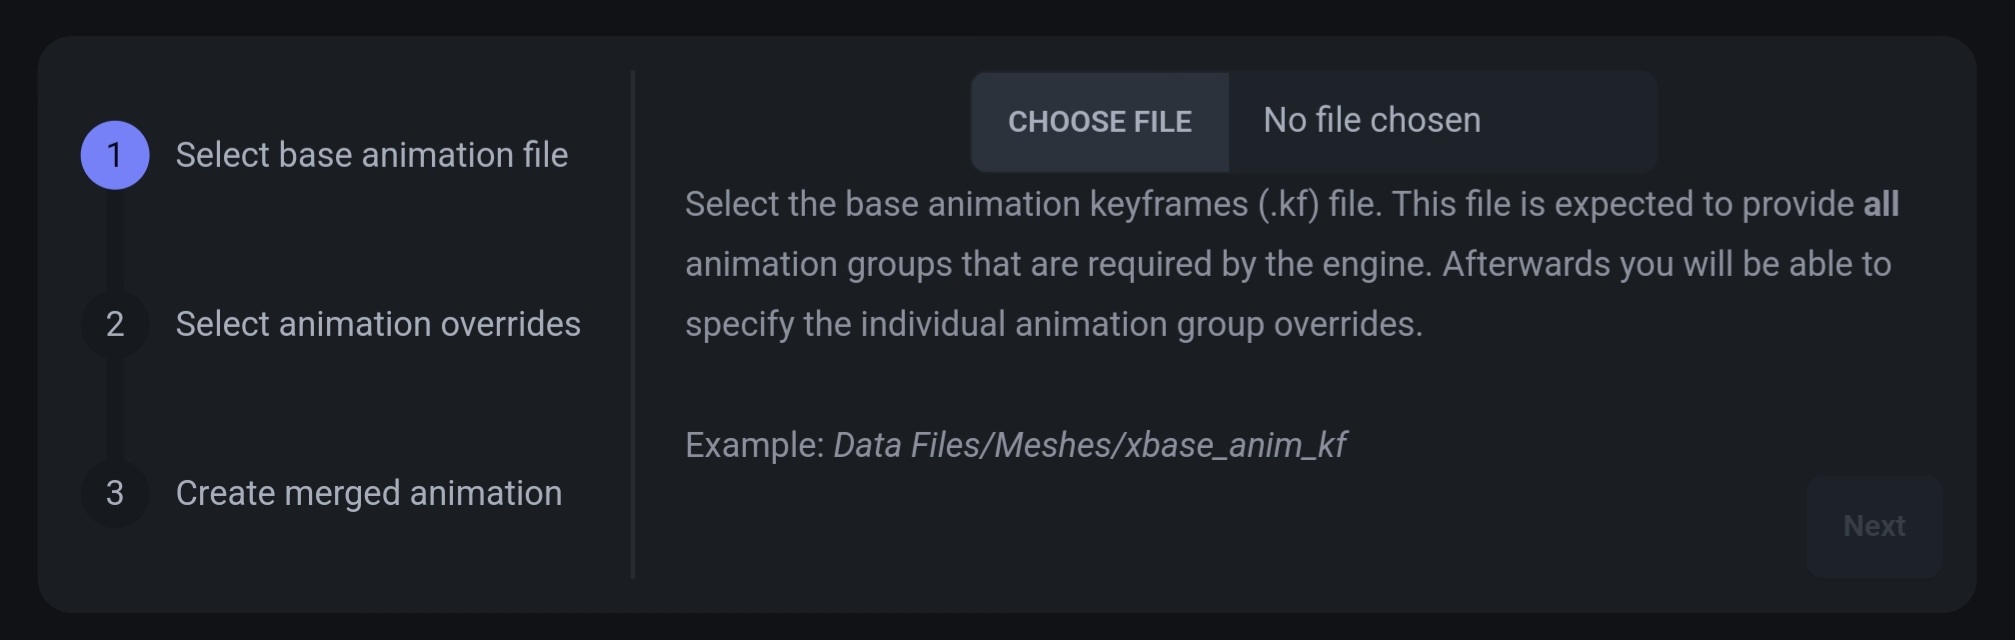 1 Select base animation file
2 Select animation overrides
3 Create merged animation
CHOOSE FILE No file chosen
Select the base animation keyframes (.kf) file. This file is expected to provide all
animation groups that are required by the engine. Afterwards you will be able to
specify the individual animation group overrides.
Example: Data Files/Meshes/xbase_anim_kf
Next